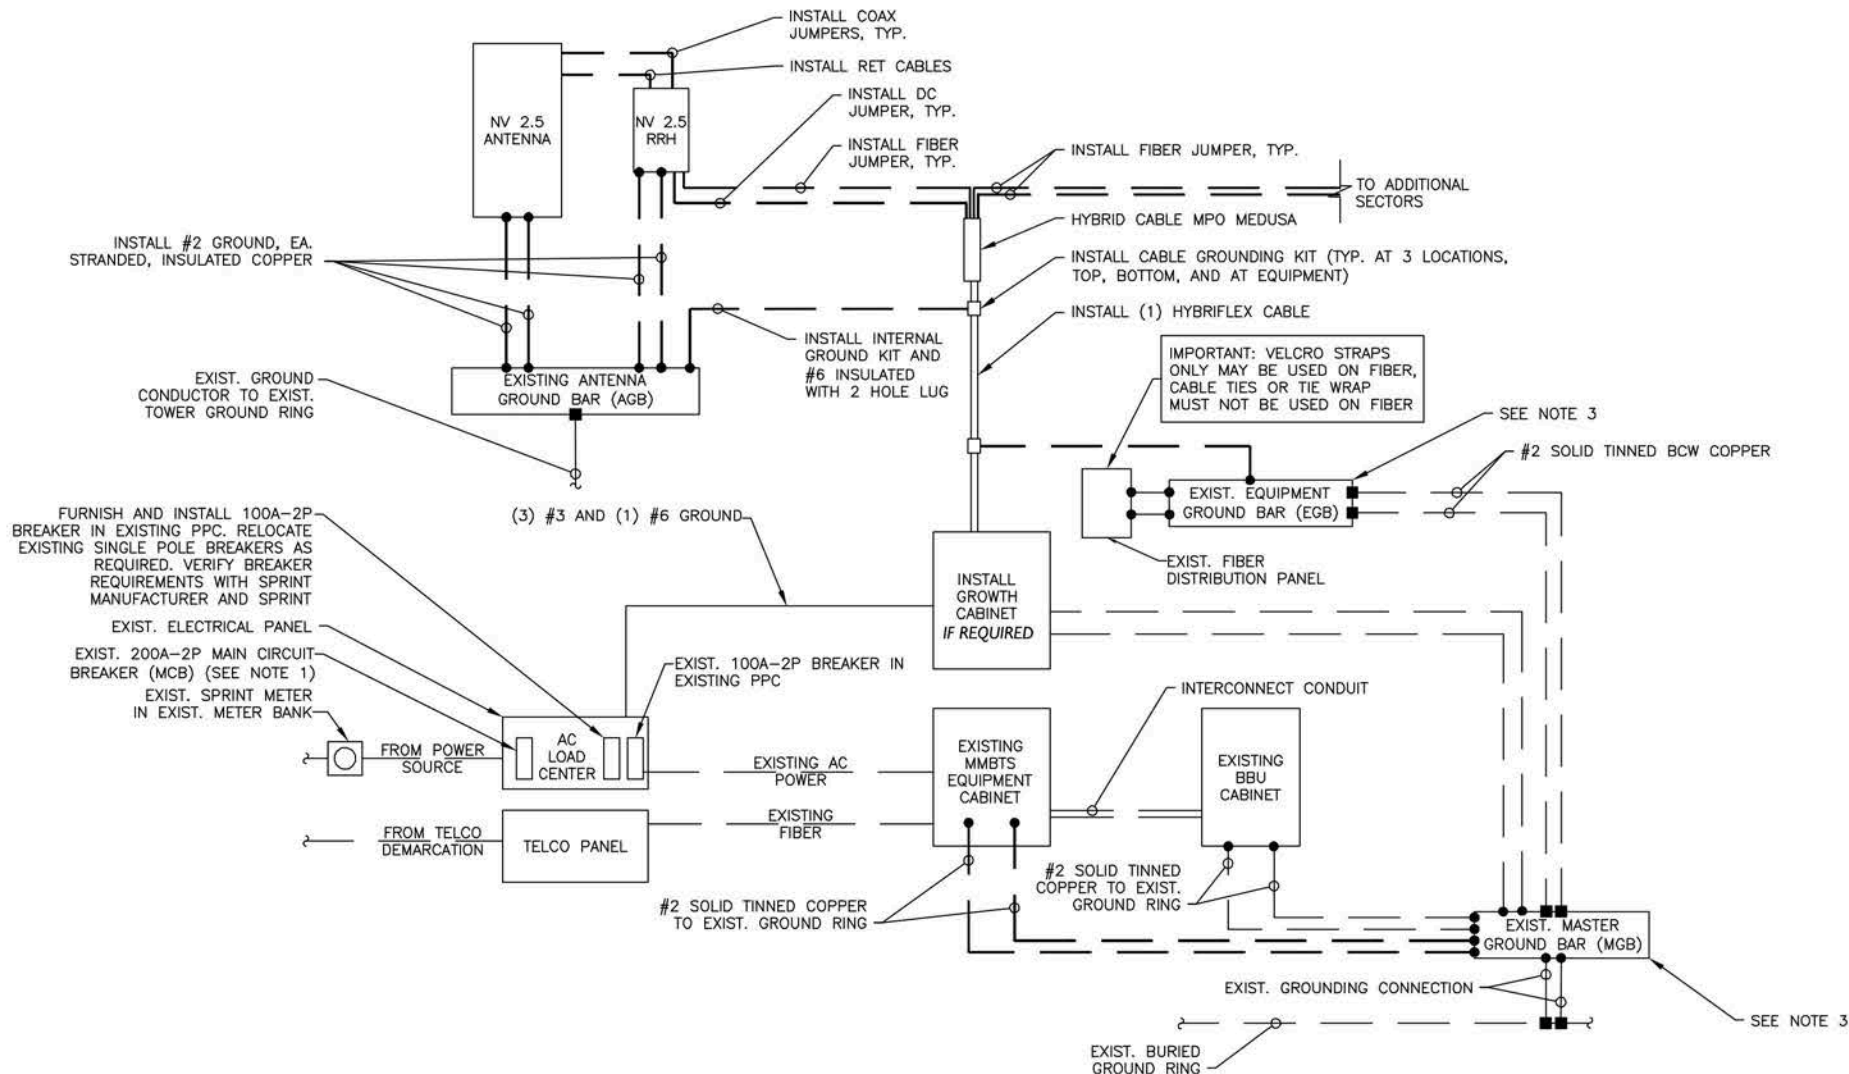 INSTALL COAX
JUMPERS, TYP.
INSTALL RET CABLES
INSTALL DC
JUMPER, TYP.
INSTALL FIBER
JUMPER, TYP.
INSTALL FIBER JUMPER, TYP.
TO ADDITIONAL
SECTORS
NV 2.5
ANTENNA
NV 2.5
RRH
HYBRID CABLE MPO MEDUSA
INSTALL #2 GROUND, EA.
STRANDED, INSULATED COPPER
INSTALL CABLE GROUNDING KIT (TYP. AT 3 LOCATIONS,
TOP, BOTTOM, AND AT EQUIPMENT)
INSTALL (1) HYBRIFLEX CABLE
INSTALL INTERNAL
GROUND KIT AND
#6 INSULATED
WITH 2 HOLE LUG
IMPORTANT: VELCRO STRAPS
ONLY MAY BE USED ON FIBER,
CABLE TIES OR TIE WRAP
MUST NOT BE USED ON FIBER
EXIST. GROUND
CONDUCTOR TO EXIST.
TOWER GROUND RING
EXISTING ANTENNA
GROUND BAR (AGB)
SEE NOTE 3
#2 SOLID TINNED BCW COPPER
EXIST. EQUIPMENT
GROUND BAR (EGB)
EXIST. FIBER
DISTRIBUTION PANEL
(3) #3 AND (1) #6 GROUND
FURNISH AND INSTALL 100A-2P
BREAKER IN EXISTING PPC. RELOCATE
EXISTING SINGLE POLE BREAKERS AS
REQUIRED. VERIFY BREAKER
REQUIREMENTS WITH SPRINT
MANUFACTURER AND SPRINT
INSTALL
GROWTH
CABINET
IF REQUIRED
EXIST. ELECTRICAL PANEL
EXIST. 200A-2P MAIN CIRCUIT
BREAKER (MCB) (SEE NOTE 1)
EXIST. SPRINT METER
IN EXIST. METER BANK
EXIST. 100A-2P BREAKER IN
EXISTING PPC
INTERCONNECT CONDUIT
FROM POWER
SOURCE
AC
LOAD
CENTER
EXISTING AC
POWER
EXISTING
MMBTS
EQUIPMENT
CABINET
EXISTING
BBU
CABINET
FROM TELCO
DEMARCATION
TELCO PANEL
EXISTING
FIBER
#2 SOLID TINNED COPPER
TO EXIST. GROUND RING
#2 SOLID TINNED
COPPER TO EXIST.
GROUND RING
EXIST. MASTER
GROUND BAR (MGB)
EXIST. GROUNDING CONNECTION
SEE NOTE 3
EXIST. BURIED
GROUND RING